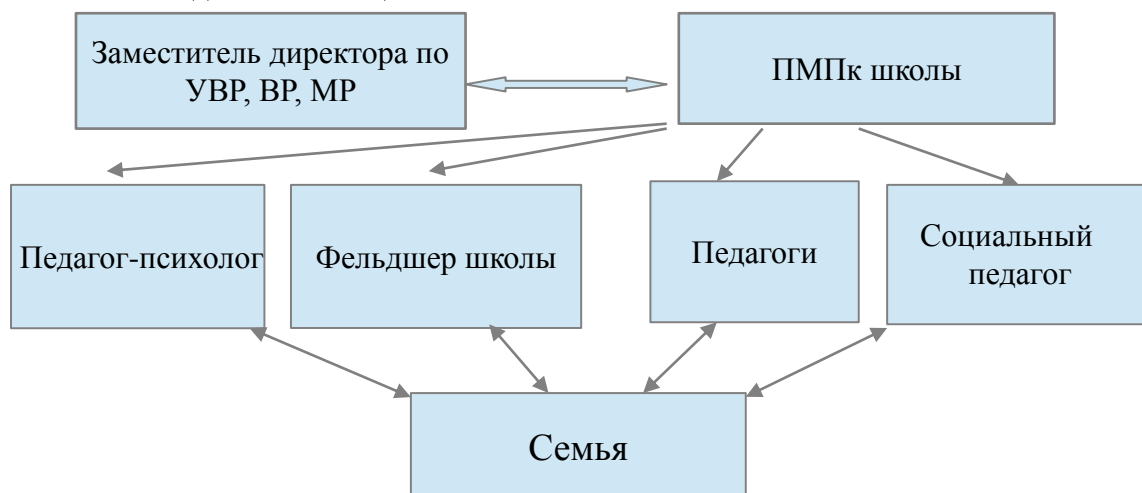 Заместитель директора по
УВР, ВР, МР
ПМПк школы
Педагог-психолог
Фельдшер школы
Педагоги
Социальный
педагог
Семья